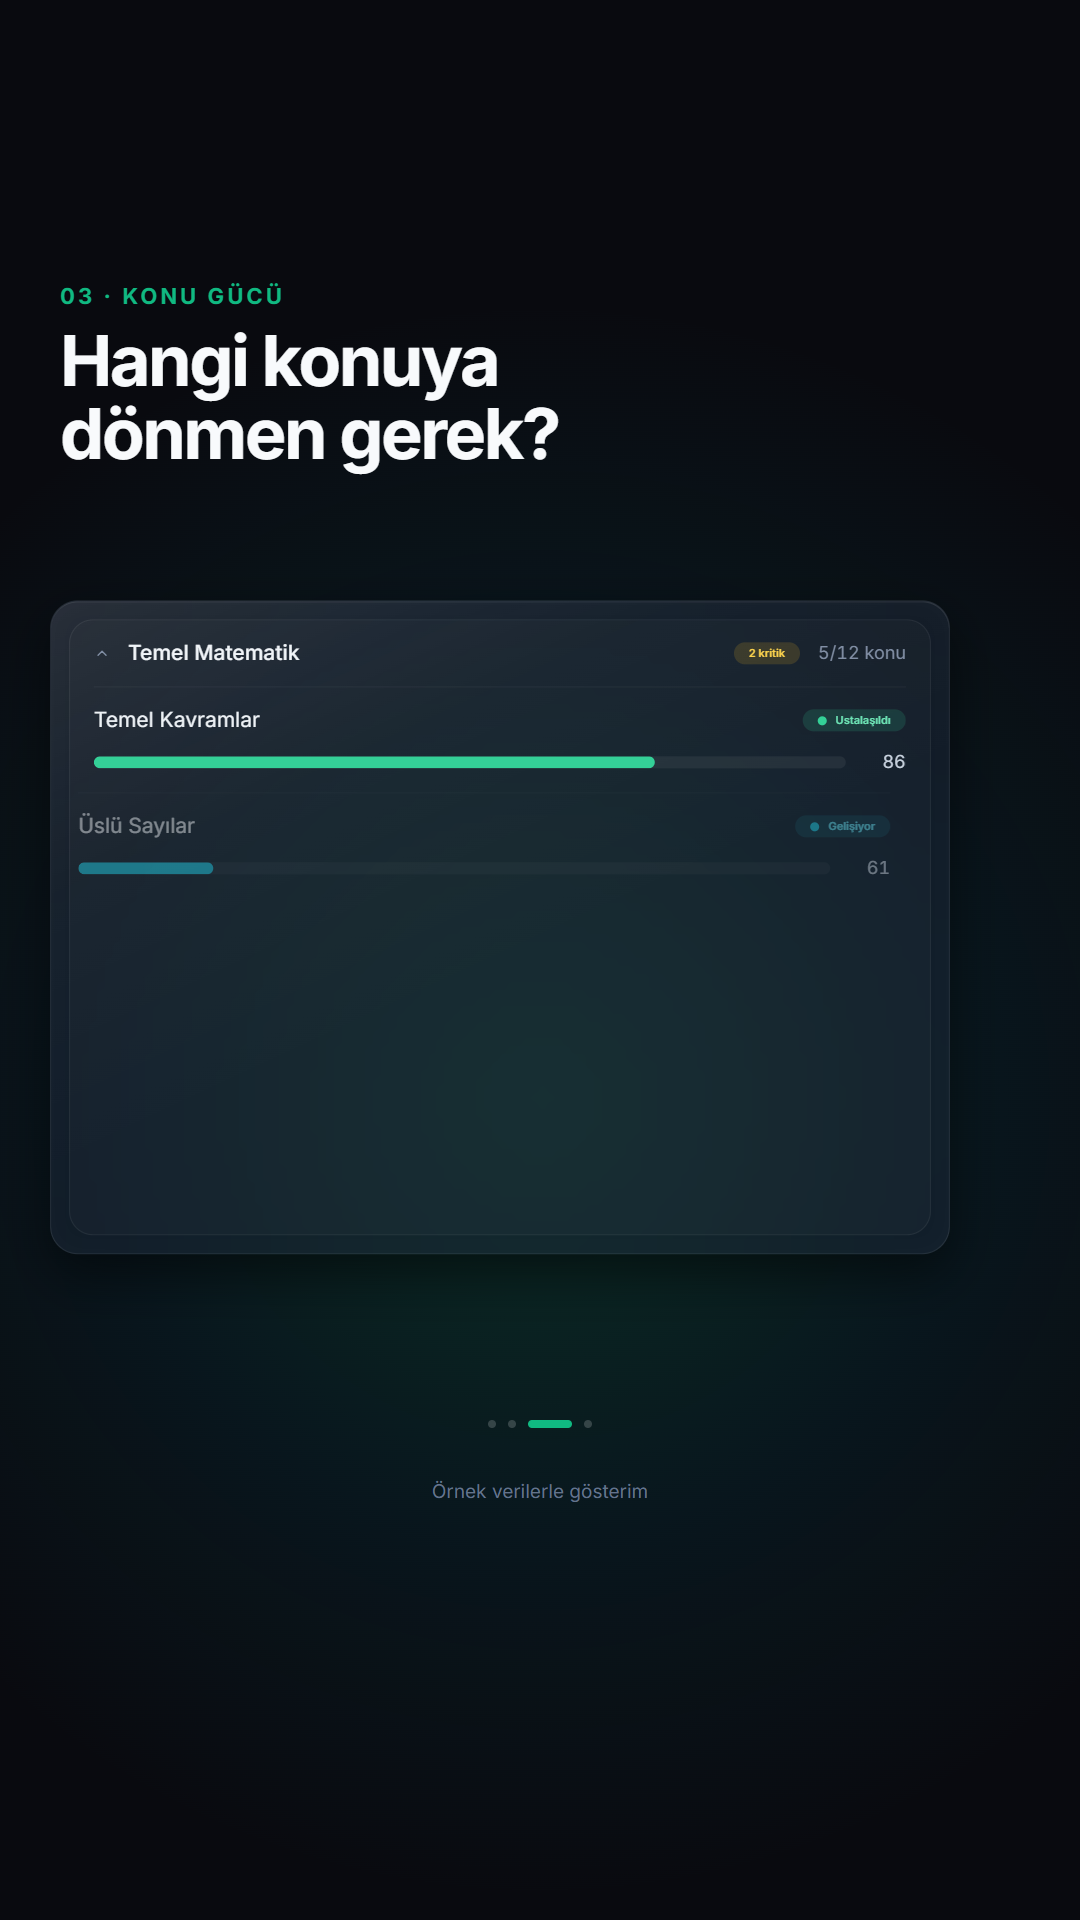 03 · KONU GÜCÜ
Hangi konuya
dönmen gerek?
Temel Matematik
2 kritik
5/12 konu
Temel Kavramlar
Ustalaşıldı
86
Üslü Sayılar
Gelişiyor
61
Örnek verilerle gösterim